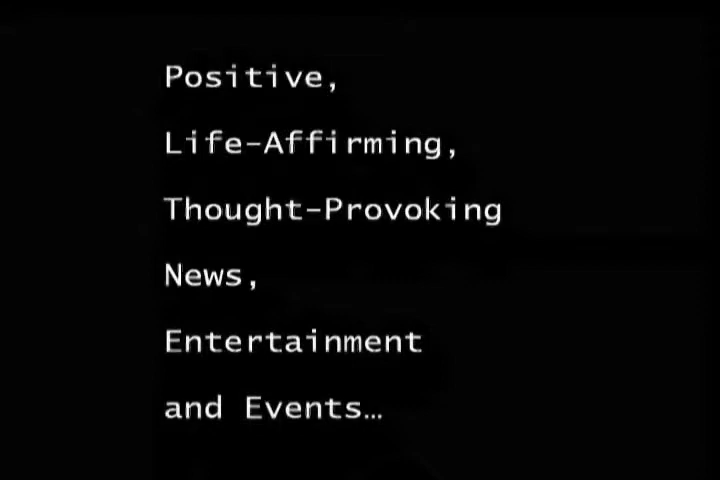 Positive,
Life-Affirming,
Thought-Provoking
News,
Entertainment
and Events…